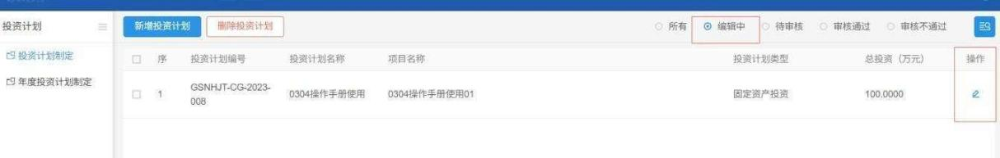 投资计划
新增投资计划 删除投资计划 所有 编辑中 待审核 审核通过 审核不通过
投资计划制定
序 投资计划编号 投资计划名称 项目名称 投资计划类型 总投资（万元） 操作
年度投资计划制定
1 GSNHJT-CG-2023-008 0304操作手册使用 0304操作手册使用01 固定资产投资 100.0000